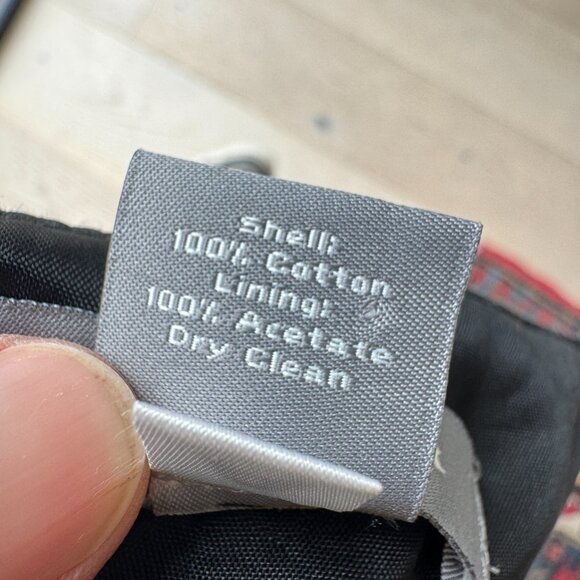 shell:
100% Cotton
Lining:
100% Acetate
Dry Clean